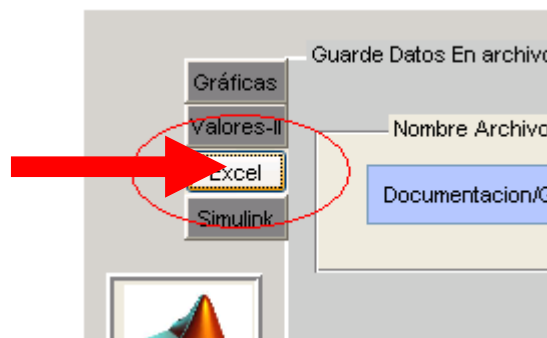 Guarde Datos En archivo
Gráficas
Valores-II
Nombre Archivo
Excel
Documentacion/
Simulink